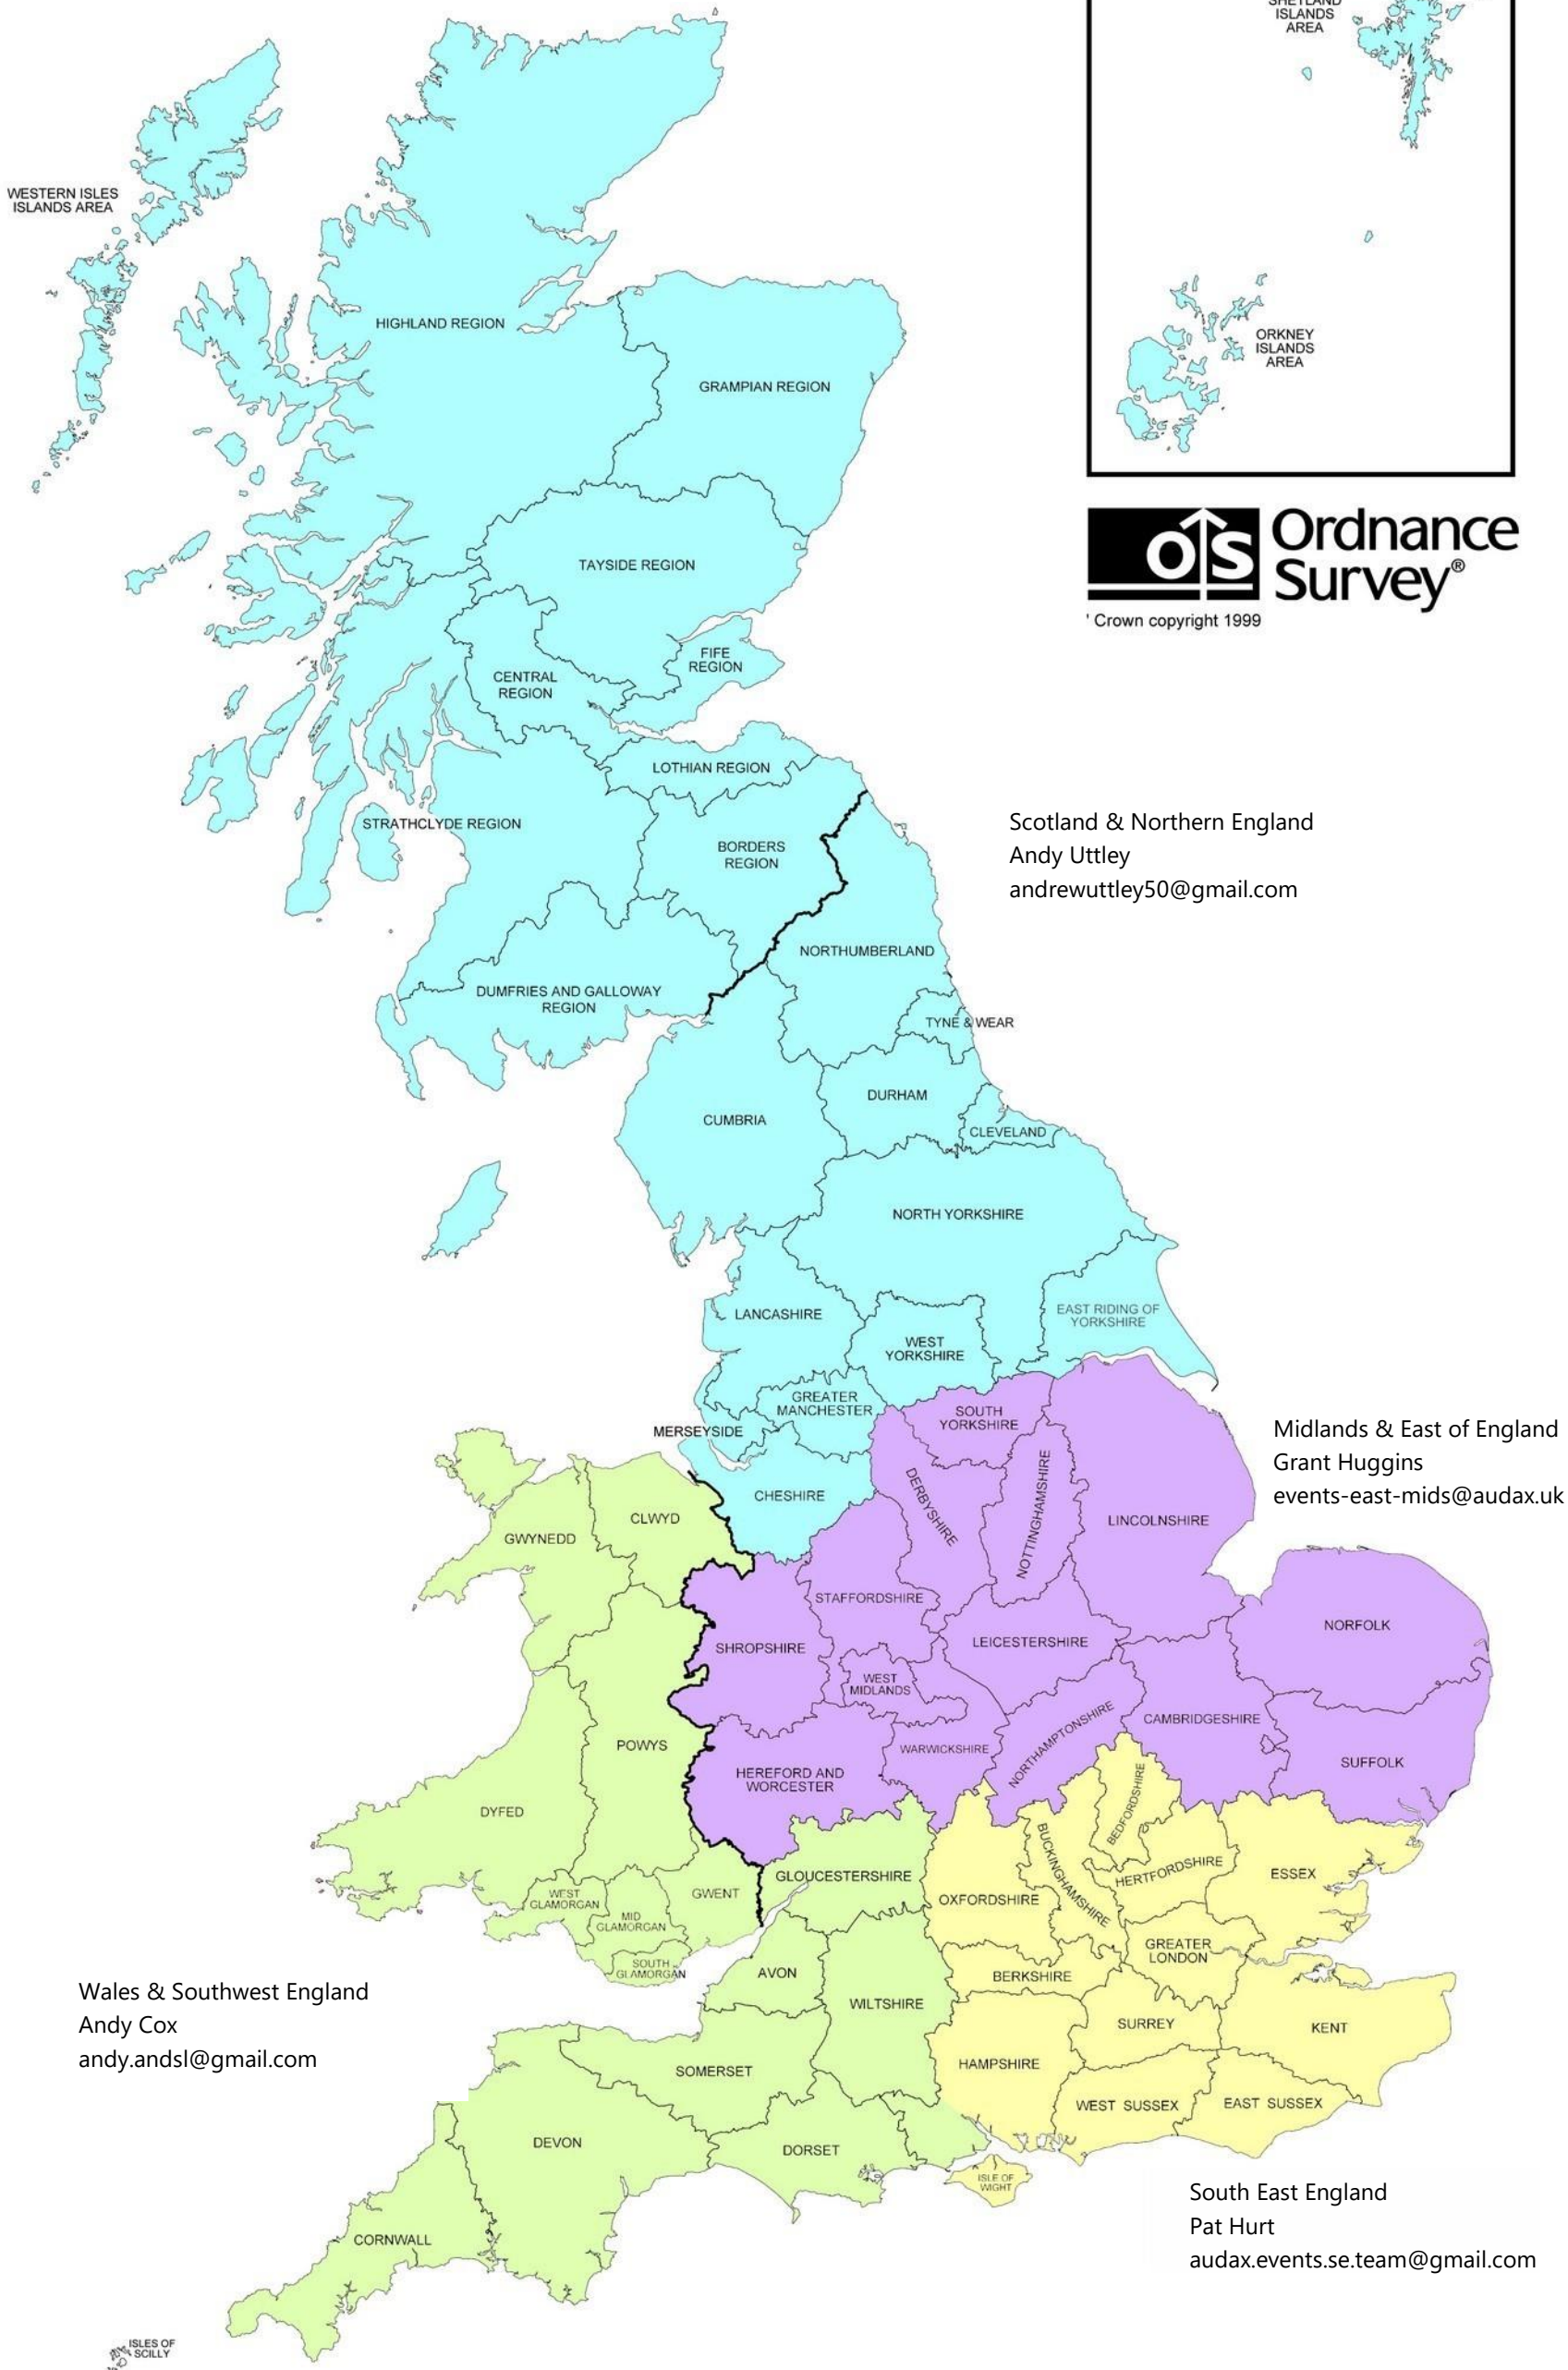 SHETLAND
ISLANDS
AREA
WESTERN ISLES
ISLANDS AREA
ORKNEY
ISLANDS
AREA
HIGHLAND REGION
GRAMPIAN REGION
OS Ordnance
Survey®
' Crown copyright 1999
TAYSIDE REGION
FIFE
REGION
CENTRAL
REGION
LOTHIAN REGION
STRATHCLYDE REGION
BORDERS
REGION
Scotland & Northern England
Andy Uttley
andrewuttley50@gmail.com
NORTHUMBERLAND
DUMFRIES AND GALLOWAY
REGION
TYNE & WEAR
DURHAM
CUMBRIA
CLEVELAND
NORTH YORKSHIRE
LANCASHIRE
EAST RIDING OF
YORKSHIRE
WEST
YORKSHIRE
GREATER
MANCHESTER
SOUTH
YORKSHIRE
MERSEYSIDE
Midlands & East of England
Grant Huggins
events-east-mids@audax.uk
CHESHIRE
DERBYSHIRE
NOTTINGHAMSHIRE
LINCOLNSHIRE
CLWYD
GWYNEDD
STAFFORDSHIRE
NORFOLK
SHROPSHIRE
LEICESTERSHIRE
WEST
MIDLANDS
CAMBRIDGESHIRE
NORTHAMPTONSHIRE
POWYS
WARWICKSHIRE
SUFFOLK
HEREFORD AND
WORCESTER
DYFED
BEDFORDSHIRE
BUCKINGHAMSHIRE
HERTFORDSHIRE
ESSEX
GLOUCESTERSHIRE
OXFORDSHIRE
WEST
GLAMORGAN
GWENT
MID
GLAMORGAN
GREATER
LONDON
SOUTH
GLAMORGAN
AVON
BERKSHIRE
Wales & Southwest England
Andy Cox
andy.andsl@gmail.com
WILTSHIRE
SURREY
KENT
HAMPSHIRE
SOMERSET
WEST SUSSEX
EAST SUSSEX
DEVON
DORSET
ISLE OF
WIGHT
South East England
Pat Hurt
audax.events.se.team@gmail.com
CORNWALL
ISLES OF
SCILLY